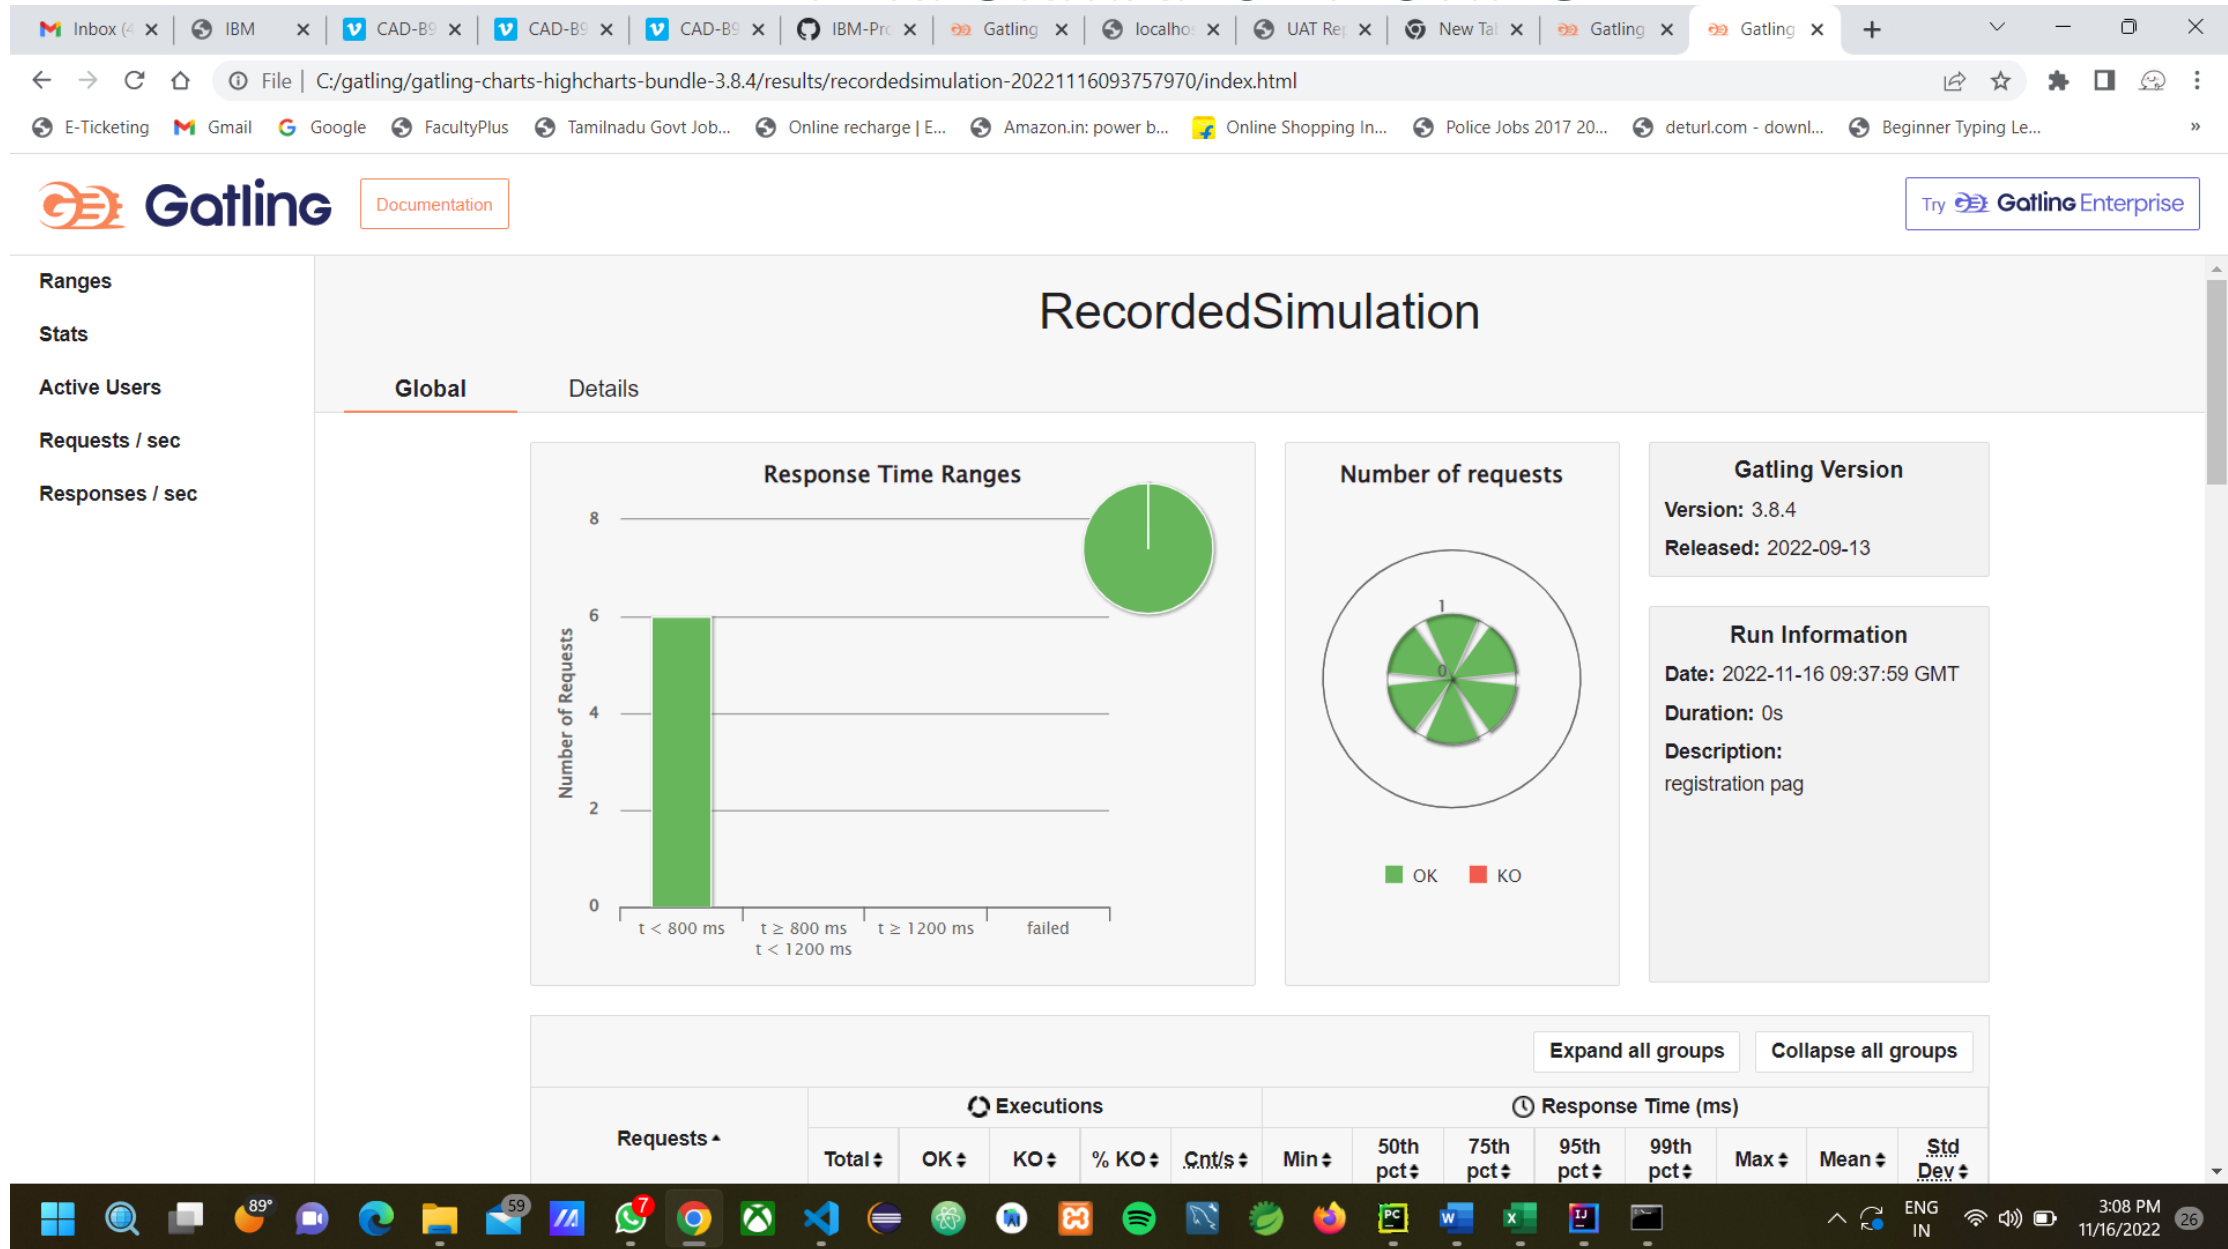 Inbox (4
IBM
CAD-B9
CAD-B9
CAD-B9
IBM-Pro
Gatling
localhos
UAT Rep
New Tab
Gatling
Gatling
File
C:/gatling/gatling-charts-highcharts-bundle-3.8.4/results/recordedsimulation-20221116093757970/index.html
E-Ticketing
Gmail
Google
FacultyPlus
Tamilnadu Govt Job...
Online recharge | E...
Amazon.in: power b...
Online Shopping In...
Police Jobs 2017 20...
deturl.com - downl...
Beginner Typing Le...
»
Gatling
Documentation
Try Gatling Enterprise
Ranges
Stats
Active Users
Requests / sec
Responses / sec
RecordedSimulation
Global
Details
Response Time Ranges
8
6
4
2
0
Number of Requests
t < 800 ms
t ≥ 800 ms
t < 1200 ms
t ≥ 1200 ms
failed
Number of requests
1
0
OK
KO
Gatling Version
Version: 3.8.4
Released: 2022-09-13
Run Information
Date: 2022-11-16 09:37:59 GMT
Duration: 0s
Description:
registration pag
Expand all groups
Collapse all groups
Requests
Executions
Response Time (ms)
Total
OK
KO
% KO
Cnt/s
Min
50th
pct
75th
pct
95th
pct
99th
pct
Max
Mean
Std
Dev
89°
59
7
ENG
IN
3:08 PM
11/16/2022
26